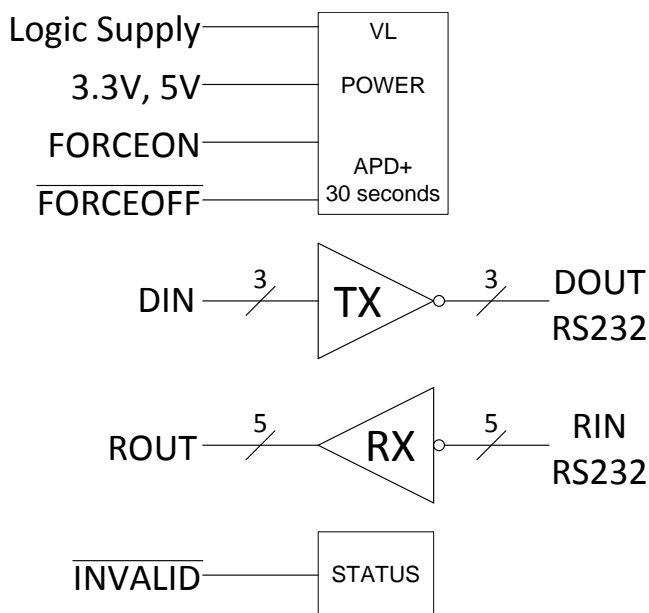 Logic Supply
VL
3.3V, 5V
POWER
FORCEON
APD+
30 seconds
FORCEOFF
DIN
3
TX
3
DOUT
RS232
ROUT
5
RX
5
RIN
RS232
INVALID
STATUS